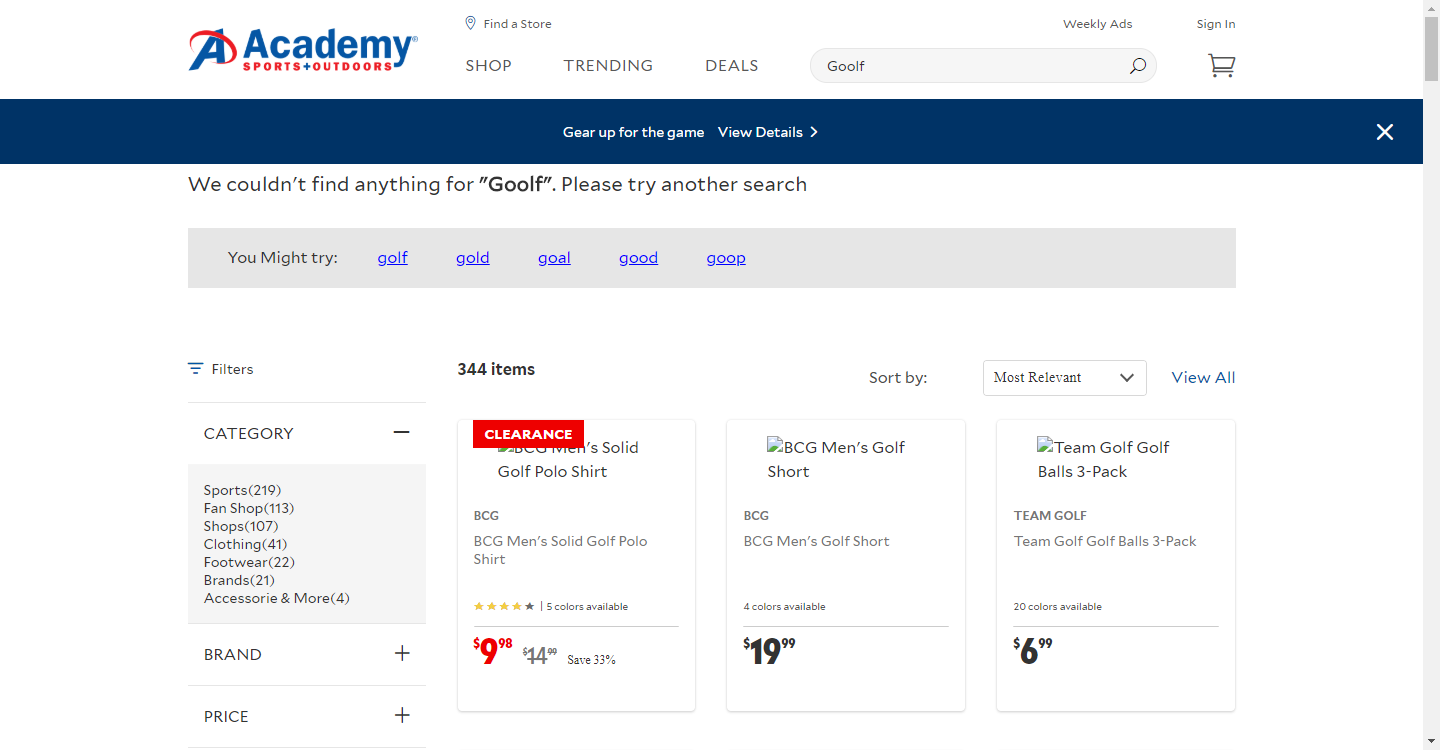 Find a Store
Weekly Ads
Sign In
Academy
SPORTS+OUTDOORS
SHOP
TRENDING
DEALS
Goolf
Gear up for the game
View Details
We couldn't find anything for "Goolf". Please try another search
You Might try:
golf
gold
goal
good
goop
Filters
344 items
Sort by:
Most Relevant
View All
CATEGORY
Sports(219)
Fan Shop(113)
Shops(107)
Clothing(41)
Footwear(22)
Brands(21)
Accessorie & More(4)
BRAND
PRICE
CLEARANCE
BCG Men's Solid
Golf Polo Shirt
BCG
BCG Men's Solid Golf Polo
Shirt
| 5 colors available
$9.98 $14.99 Save 33%
BCG Men's Golf
Short
BCG
BCG Men's Golf Short
4 colors available
$19.99
Team Golf Golf
Balls 3-Pack
TEAM GOLF
Team Golf Golf Balls 3-Pack
20 colors available
$6.99